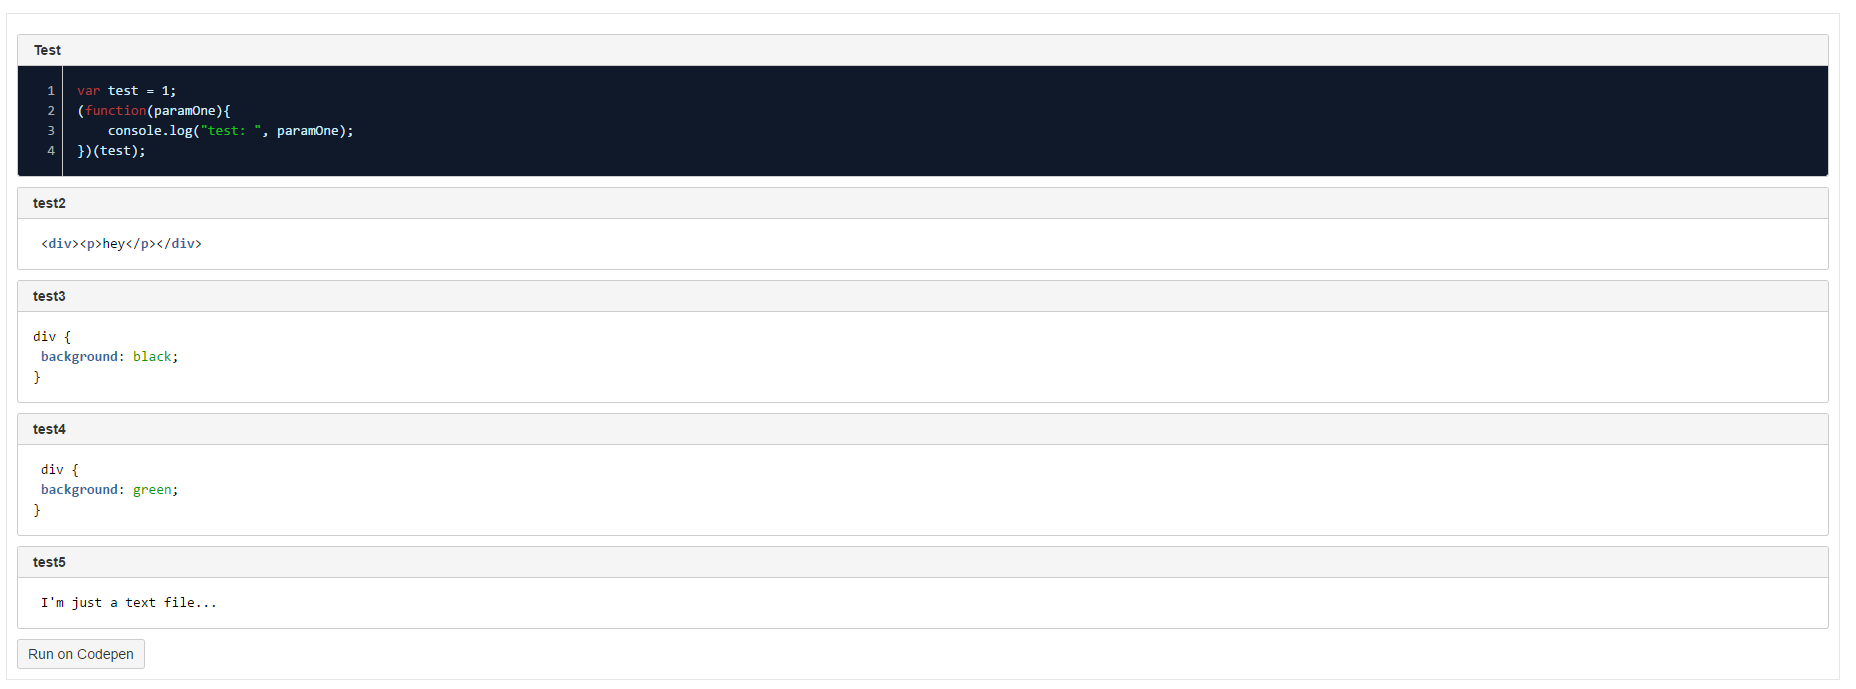 Test
1 var test = 1;
2 (function(paramOne){
3     console.log("test: ", paramOne);
4 })(test);
test2
 <div><p>hey</p></div>
test3
div {
 background: black;
}
test4
 div {
 background: green;
}
test5
 I'm just a text file...
Run on Codepen